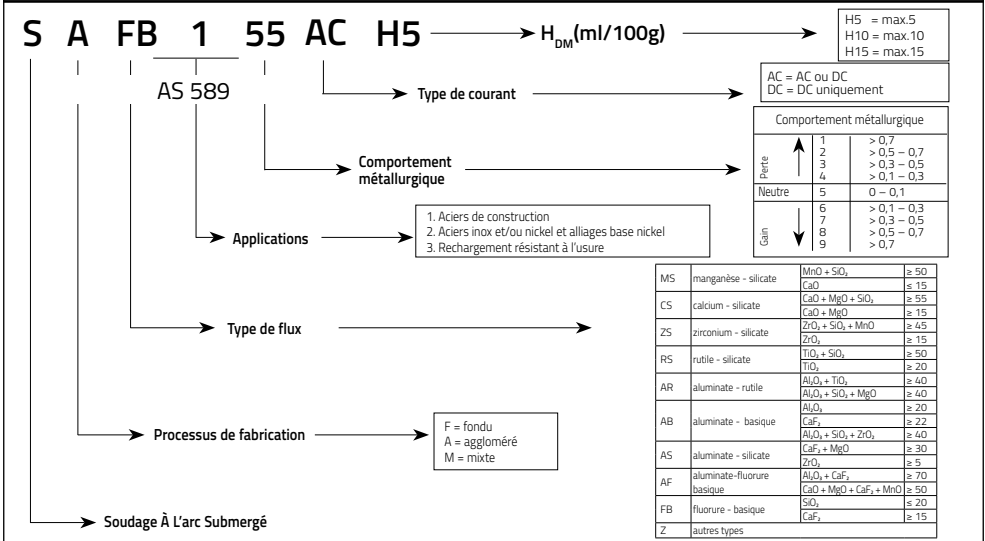 S A FB 1 55 AC H5 H_DM(ml/100g)
H5 = max.5
H10 = max.10
H15 = max.15
AS 589
Type de courant
AC = AC ou DC
DC = DC uniquement
Comportement métallurgique
Comportement métallurgique
Perte
1 > 0,7
2 > 0,5 – 0,7
3 > 0,3 – 0,5
4 > 0,1 – 0,3
Neutre 5 0 – 0,1
Gain
6 > 0,1 – 0,3
7 > 0,3 – 0,5
8 > 0,5 – 0,7
9 > 0,7
Applications
1. Aciers de construction
2. Aciers inox et/ou nickel et alliages base nickel
3. Rechargement résistant à l'usure
Type de flux
MS manganèse - silicate MnO + SiO₂ ≥ 50
CaO ≤ 15
CS calcium - silicate CaO + MgO + SiO₂ ≥ 55
CaO + MgO ≥ 15
ZS zirconium - silicate ZrO₂ + SiO₂ + MnO ≥ 45
ZrO₂ ≥ 15
RS rutile - silicate TiO₂ + SiO₂ ≥ 50
TiO₂ ≥ 20
AR aluminate - rutile Al₂O₃ + TiO₂ ≥ 40
Al₂O₃ + SiO₂ + MgO ≥ 40
AB aluminate - basique Al₂O₃ ≥ 20
CaF₂ ≥ 22
Al₂O₃ + SiO₂ + ZrO₂ ≥ 40
AS aluminate - silicate CaF₂ + MgO ≥ 30
ZrO₂ ≥ 5
AF aluminate-fluorure basique Al₂O₃ + CaF₂ ≥ 70
CaO + MgO + CaF₂ + MnO ≥ 50
FB fluorure - basique SiO₂ ≤ 20
CaF₂ ≥ 15
Z autres types
Processus de fabrication
F = fondu
A = aggloméré
M = mixte
Soudage À L'arc Submergé